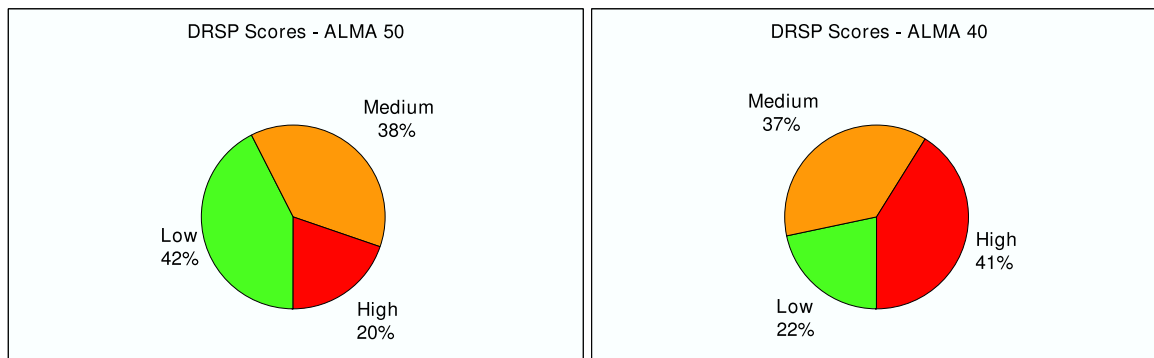 DRSP Scores - ALMA 50
Medium
38%
Low
42%
High
20%
DRSP Scores - ALMA 40
Medium
37%
High
41%
Low
22%